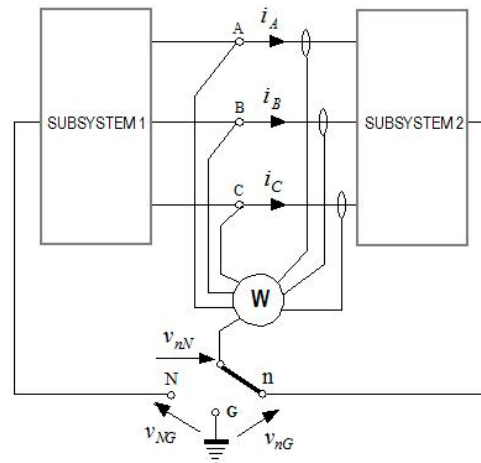 A
i_A
SUBSYSTEM 1
B
i_B
SUBSYSTEM 2
C
i_C
W
v_nN
N
n
G
v_NG
v_nG